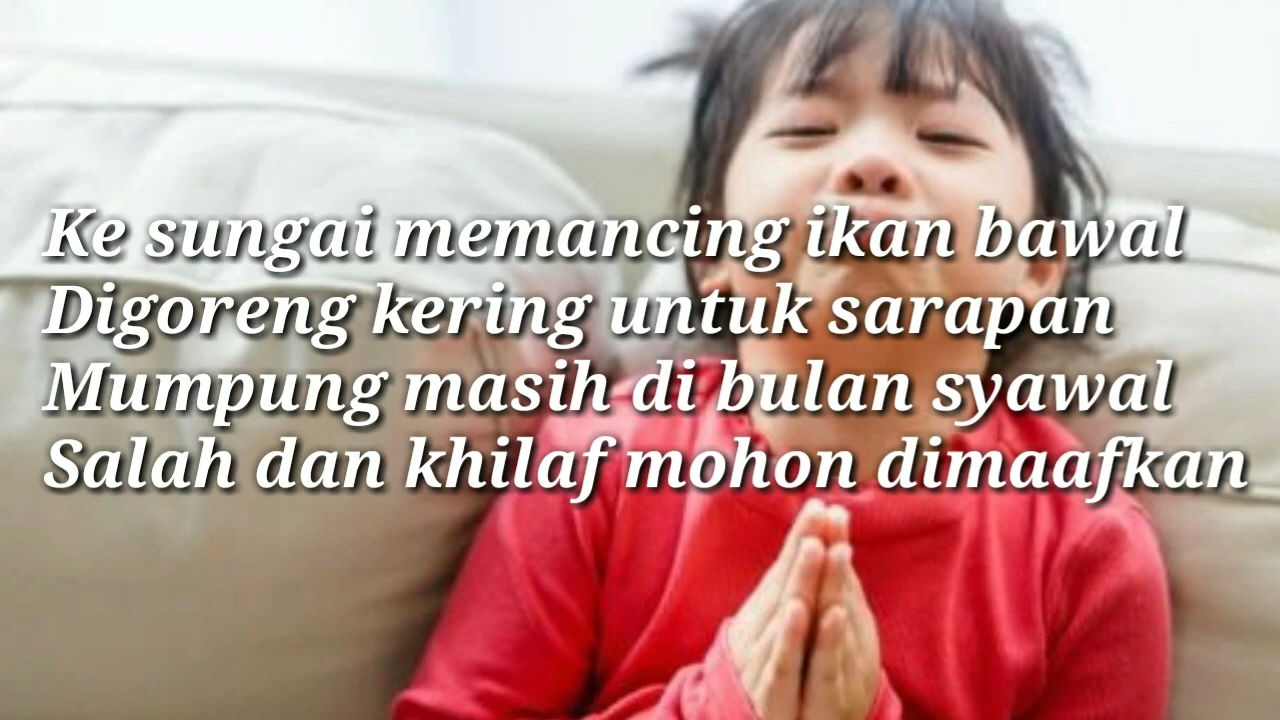 Ke sungai memancing ikan bawal
Digoreng kering untuk sarapan
Mumpung masih di bulan syawal
Salah dan khilaf mohon dimaafkan